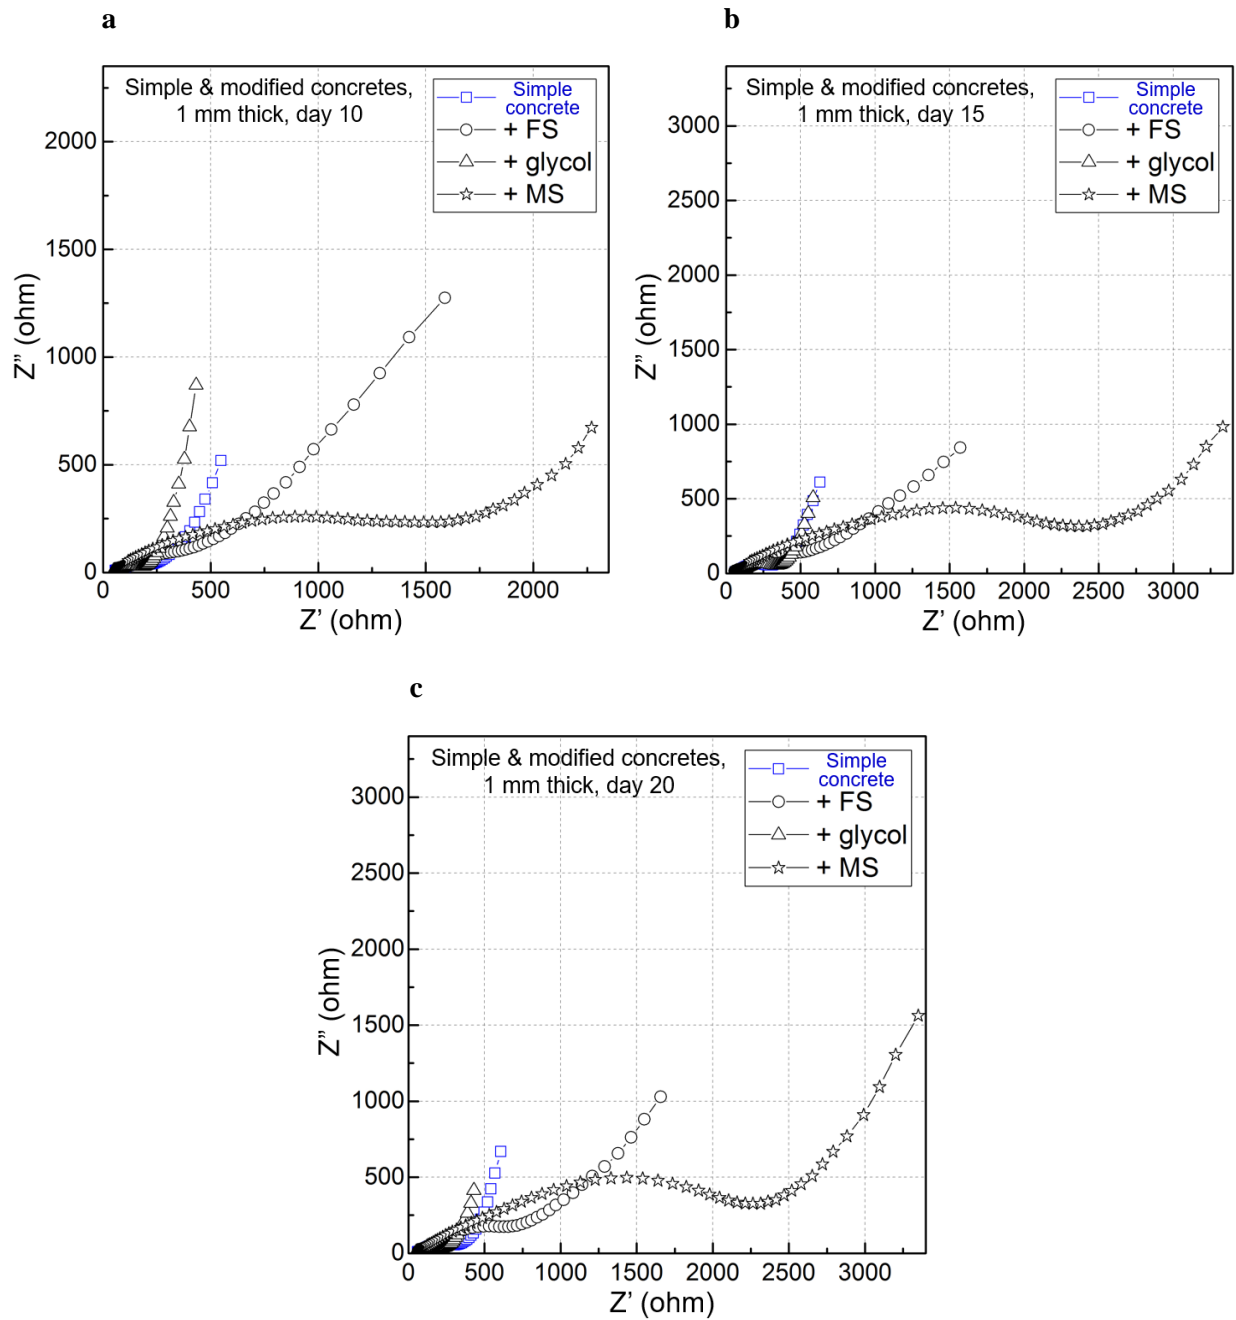 a
Simple & modified concretes,
1 mm thick, day 10
Simple
concrete
+ FS
+ glycol
+ MS
2000
1500
1000
500
0
0 500 1000 1500 2000
Z" (ohm)
Z' (ohm)
b
Simple & modified concretes,
1 mm thick, day 15
Simple
concrete
+ FS
+ glycol
+ MS
3000
2500
2000
1500
1000
500
0
0 500 1000 1500 2000 2500 3000
Z" (ohm)
Z' (ohm)
c
Simple & modified concretes,
1 mm thick, day 20
Simple
concrete
+ FS
+ glycol
+ MS
3000
2500
2000
1500
1000
500
0
0 500 1000 1500 2000 2500 3000
Z" (ohm)
Z' (ohm)